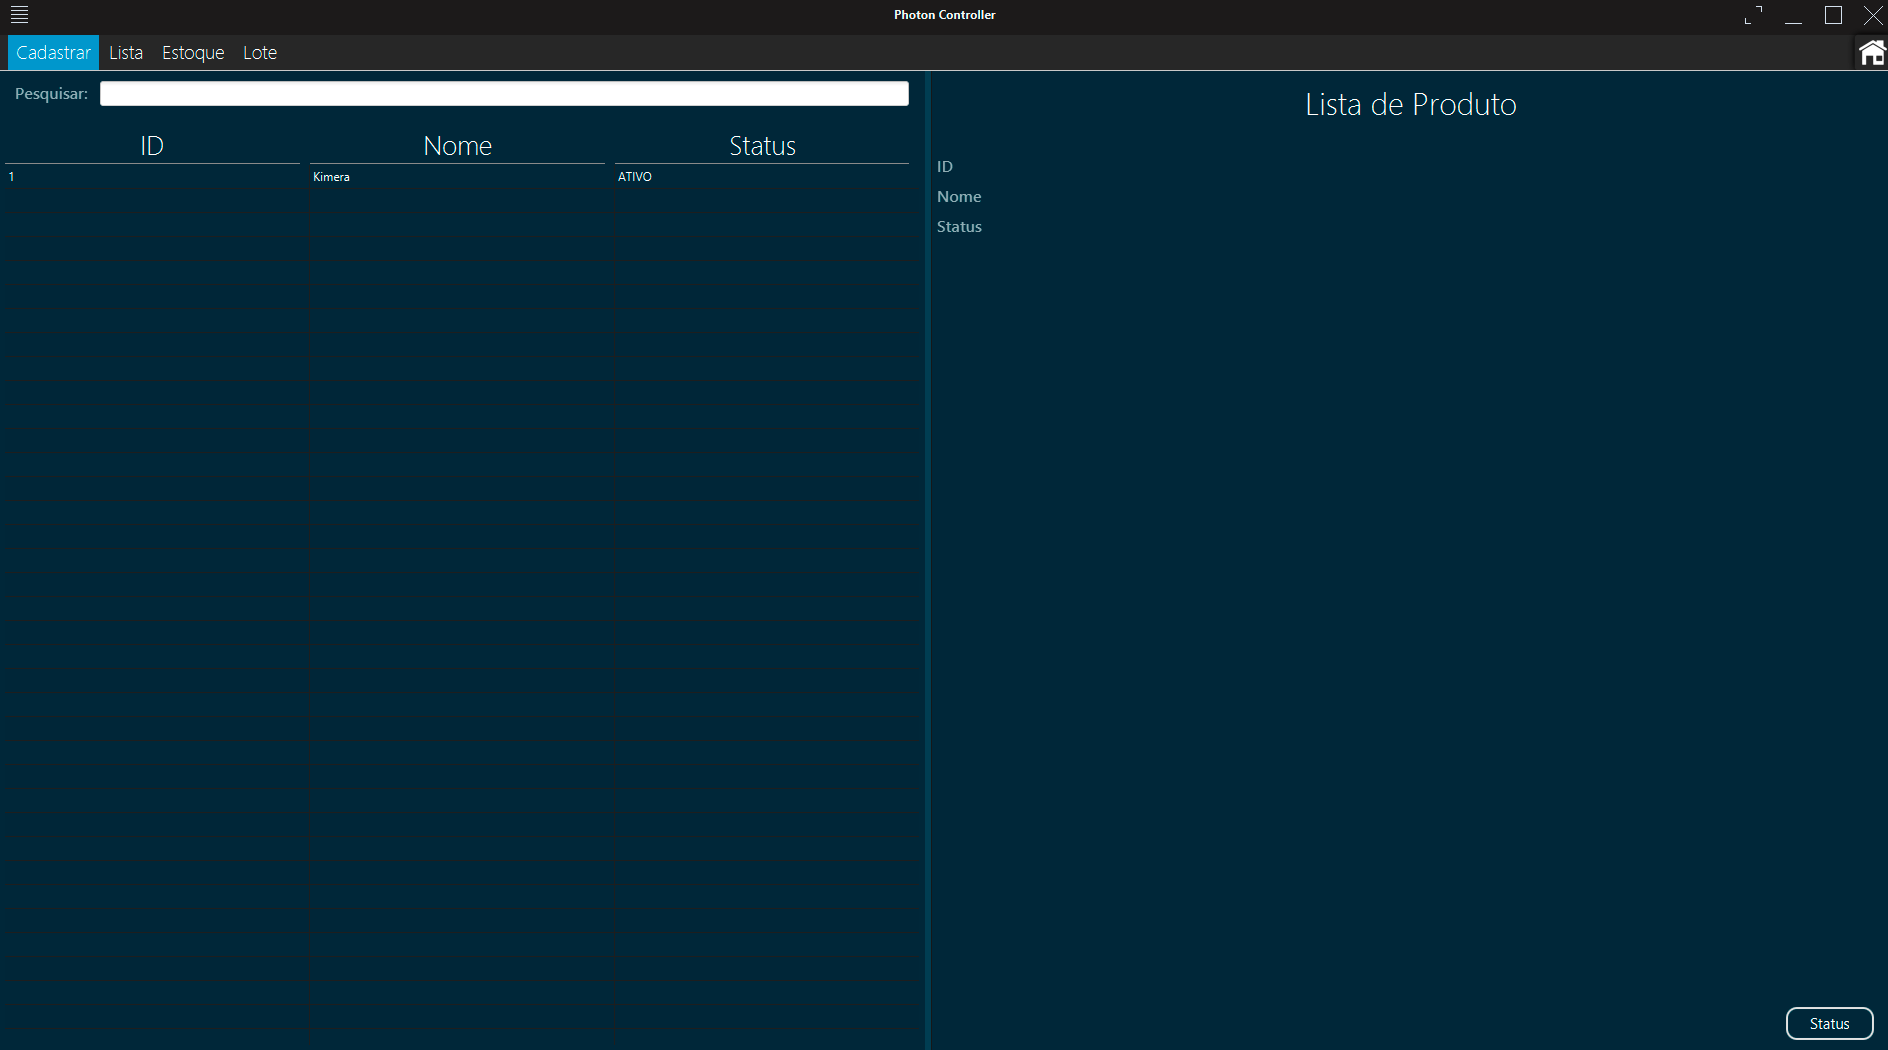 Photon Controller
Cadastrar Lista Estoque Lote
Pesquisar:
ID Nome Status
1 Kimera ATIVO
Lista de Produto
ID
Nome
Status
Status